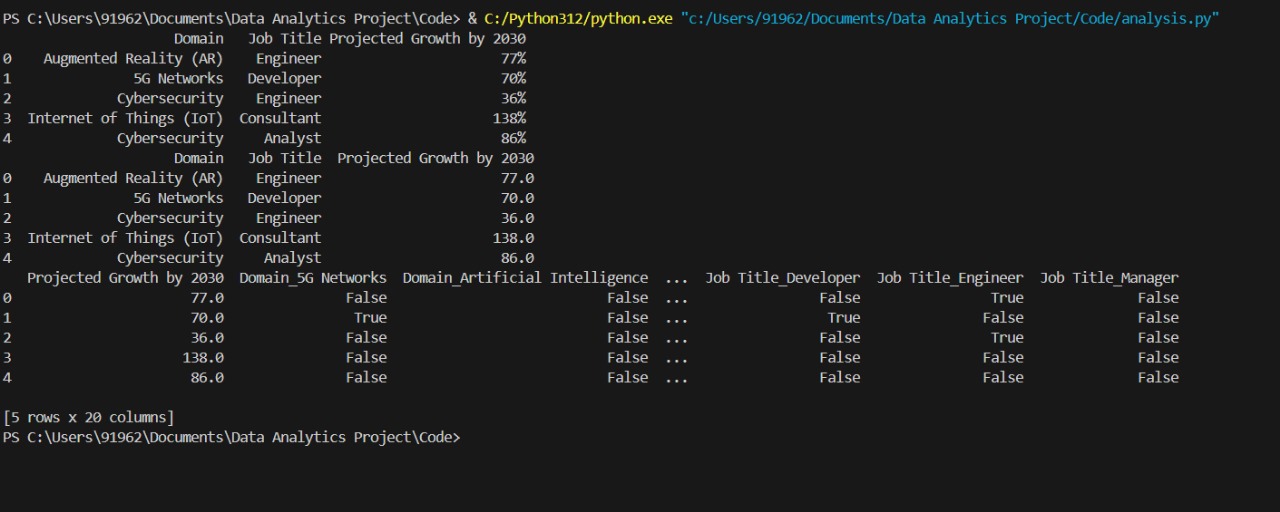 PS C:\Users\91962\Documents\Data Analytics Project\Code> & C:/Python312/python.exe "c:/Users/91962/Documents/Data Analytics Project/Code/analysis.py"
                     Domain   Job Title Projected Growth by 2030
0    Augmented Reality (AR)    Engineer                      77%
1               5G Networks   Developer                      70%
2             Cybersecurity    Engineer                      36%
3  Internet of Things (IoT)  Consultant                     138%
4             Cybersecurity     Analyst                      86%
                     Domain   Job Title  Projected Growth by 2030
0    Augmented Reality (AR)    Engineer                      77.0
1               5G Networks   Developer                      70.0
2             Cybersecurity    Engineer                      36.0
3  Internet of Things (IoT)  Consultant                     138.0
4             Cybersecurity     Analyst                      86.0
   Projected Growth by 2030  Domain_5G Networks  Domain_Artificial Intelligence  ...  Job Title_Developer  Job Title_Engineer  Job Title_Manager
0                      77.0               False                           False  ...                False                True              False
1                      70.0                True                           False  ...                 True               False              False
2                      36.0               False                           False  ...                False                True              False
3                     138.0               False                           False  ...                False               False              False
4                      86.0               False                           False  ...                False               False              False
[5 rows x 20 columns]
PS C:\Users\91962\Documents\Data Analytics Project\Code>